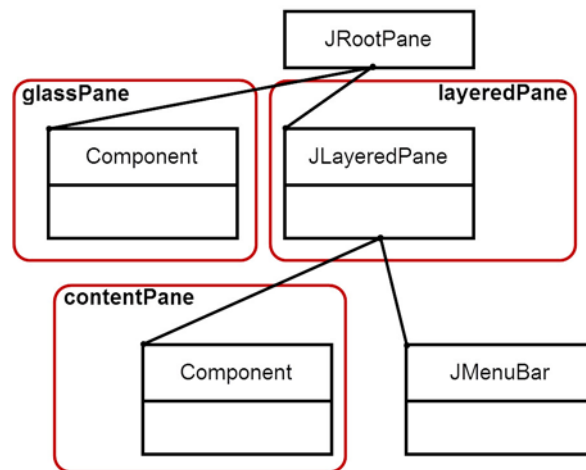 JRootPane
glassPane
layeredPane
Component
JLayeredPane
contentPane
Component
JMenuBar